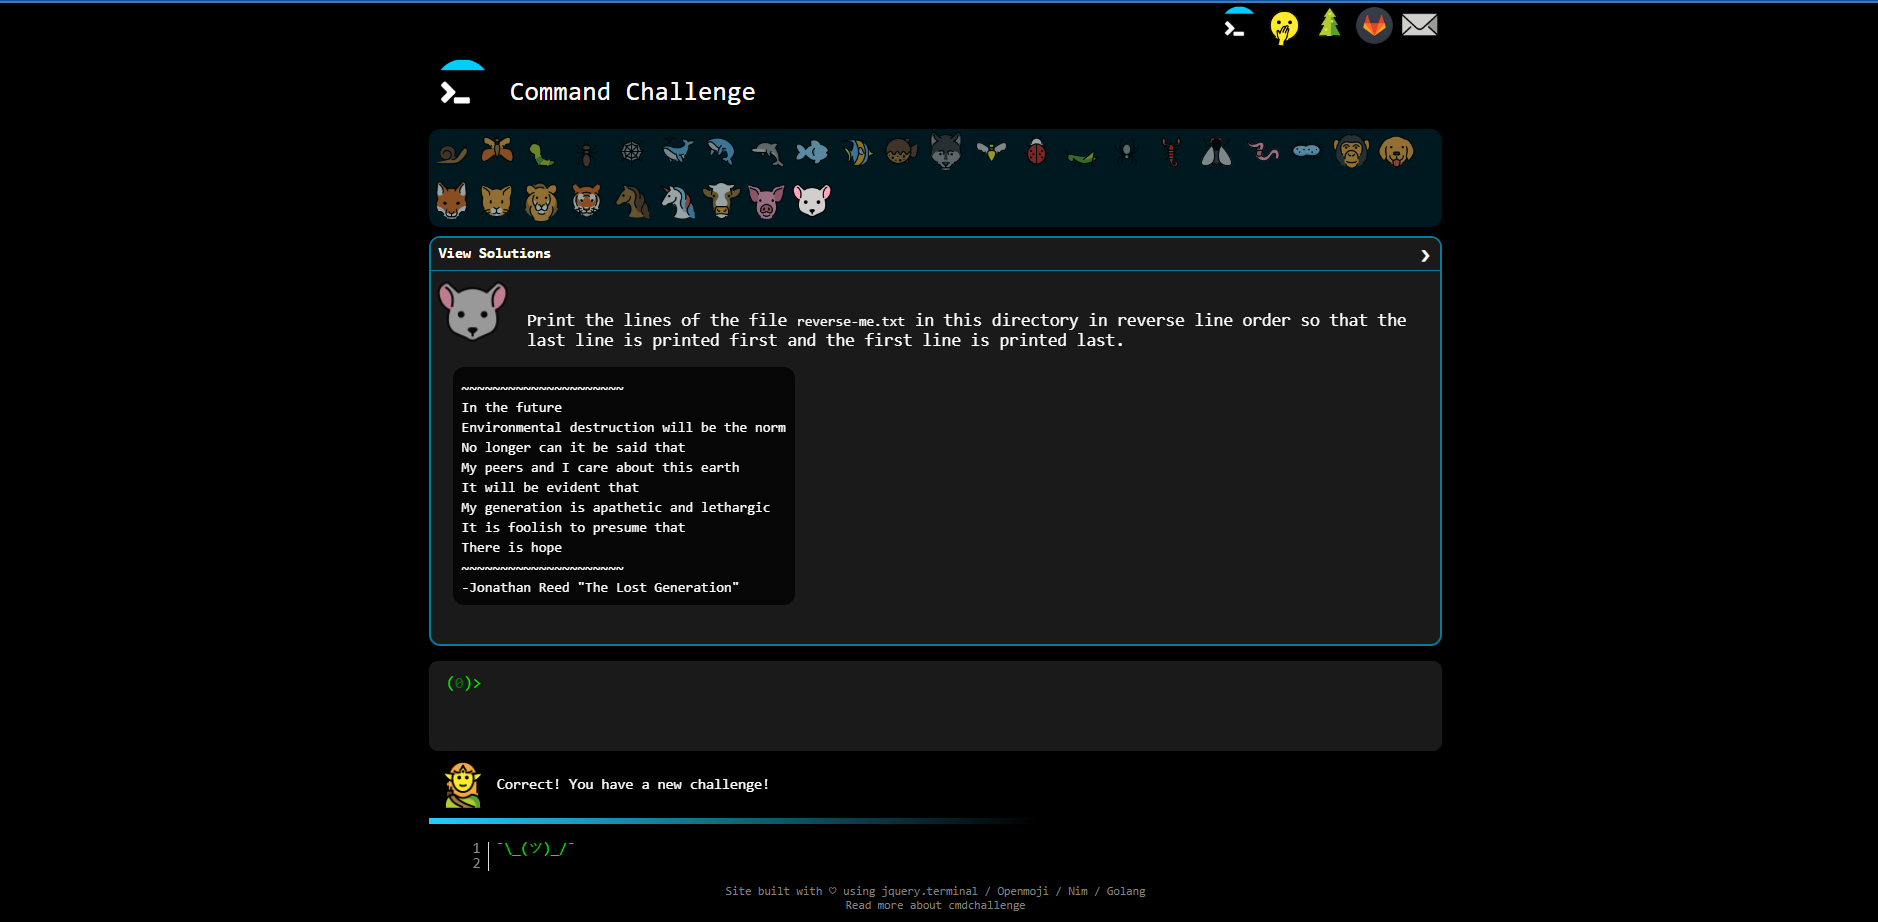 Command Challenge
View Solutions
Print the lines of the file reverse-me.txt in this directory in reverse line order so that the
last line is printed first and the first line is printed last.
~~~~~~~~~~~~~~~~~~~~~
In the future
Environmental destruction will be the norm
No longer can it be said that
My peers and I care about this earth
It will be evident that
My generation is apathetic and lethargic
It is foolish to presume that
There is hope
~~~~~~~~~~~~~~~~~~~~~
-Jonathan Reed "The Lost Generation"
(0)>
Correct! You have a new challenge!
1 ¯\_(ツ)_/¯
2
Site built with ♡ using jquery.terminal / Openmoji / Nim / Golang
Read more about cmdchallenge